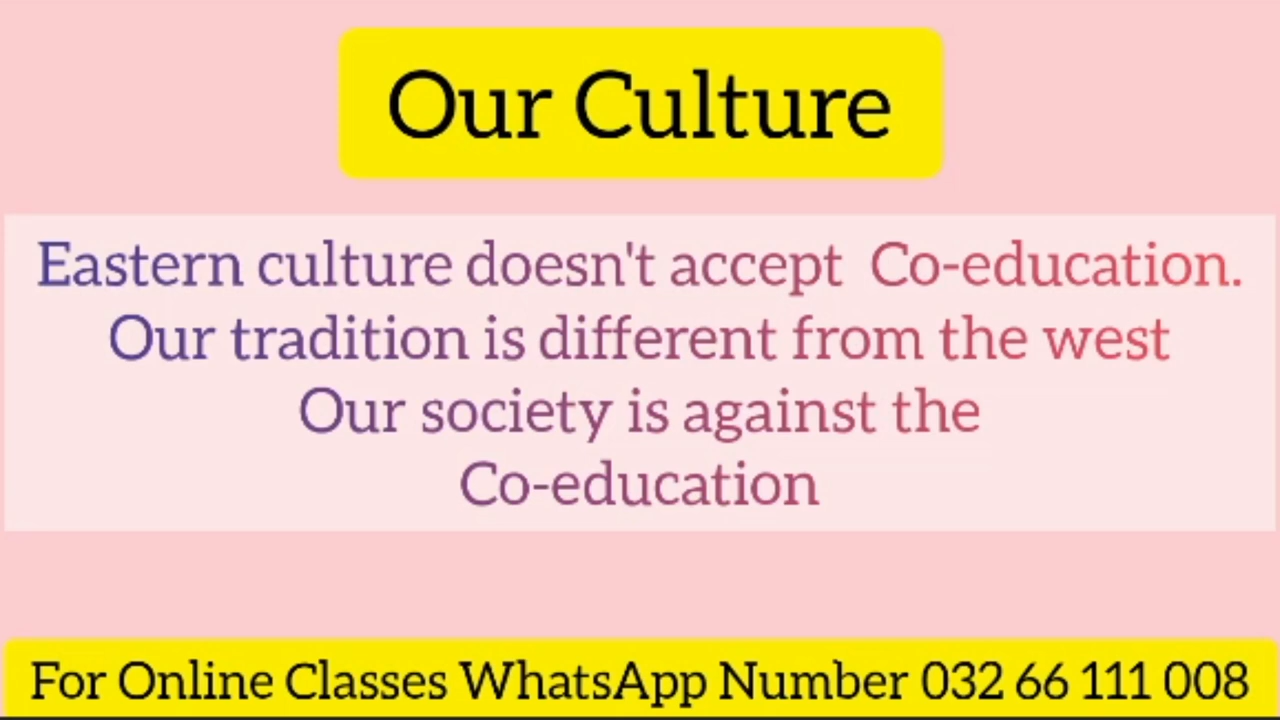 Our Culture
Eastern culture doesn't accept  Co-education.
Our tradition is different from the west
Our society is against the
Co-education
For Online Classes WhatsApp Number 032 66 111 008